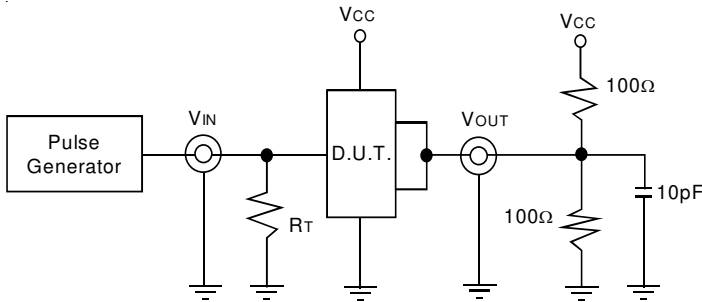 VCC
VCC
100Ω
VIN
VOUT
Pulse
Generator
D.U.T.
10pF
RT
100Ω